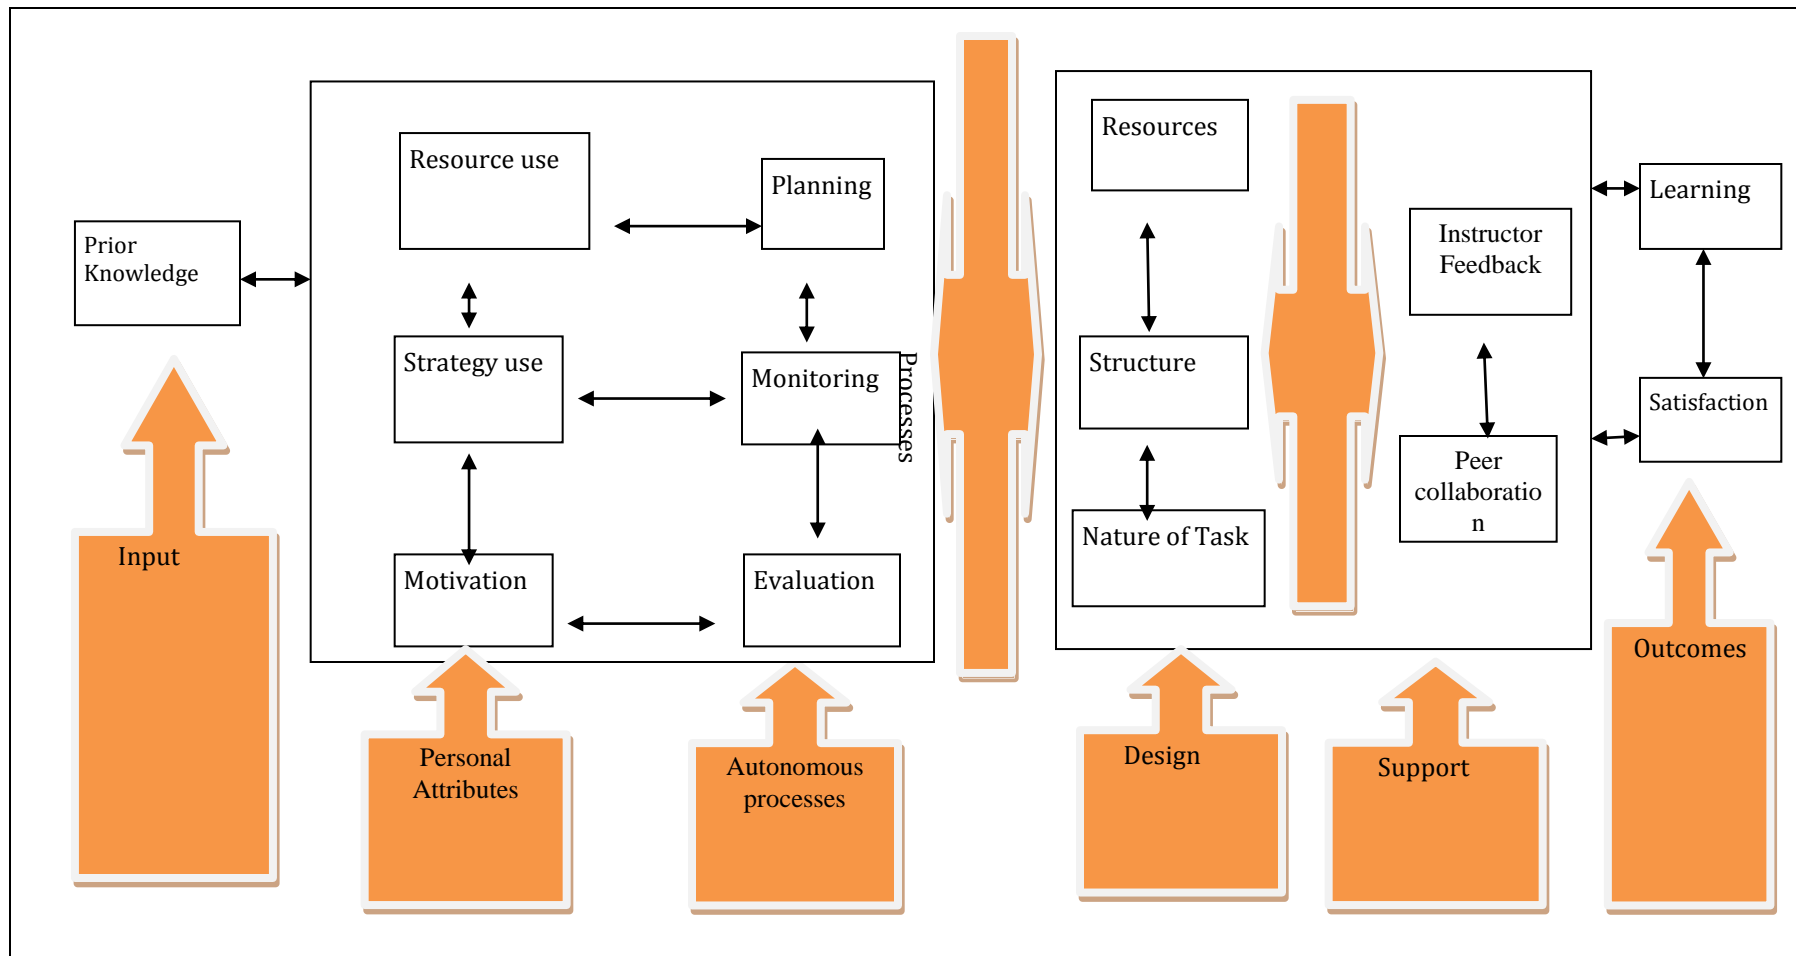 Prior
Knowledge
Input
Resource use
Planning
Strategy use
Monitoring
Processes
Motivation
Evaluation
Personal
Attributes
Autonomous
processes
Resources
Structure
Nature of Task
Instructor
Feedback
Peer
collaboratio
n
Design
Support
Learning
Satisfaction
Outcomes